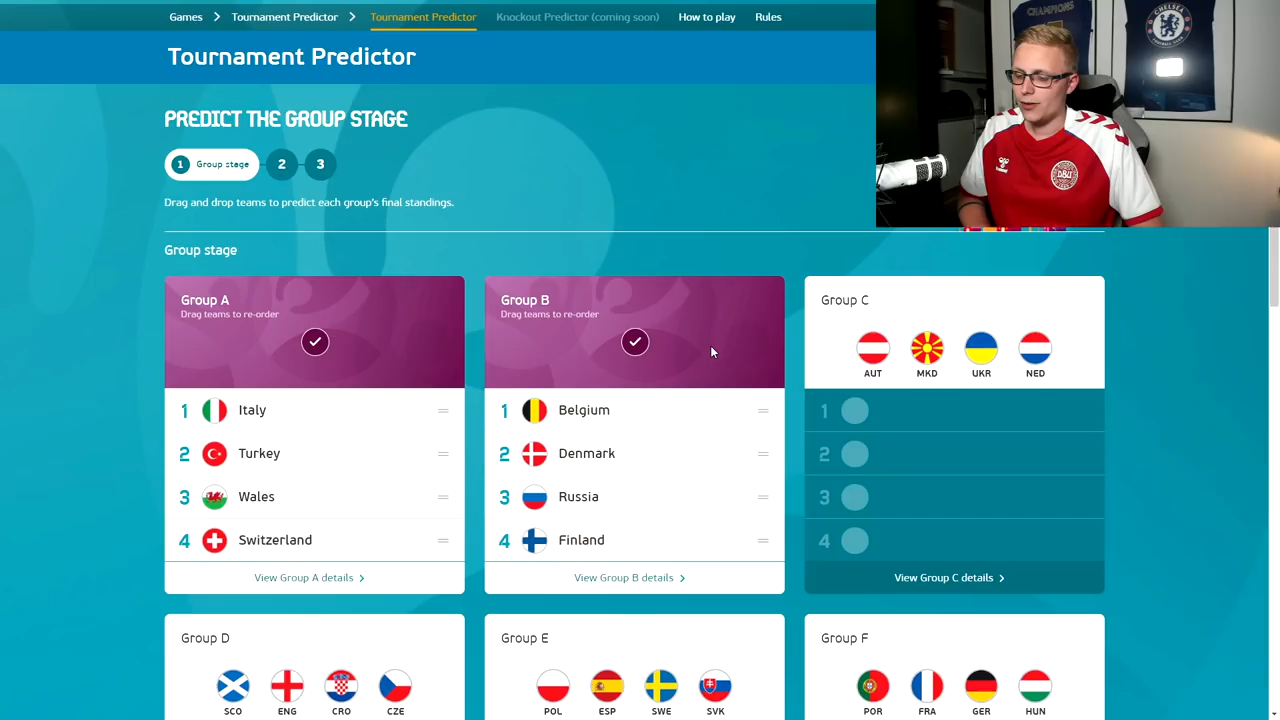 Games
Tournament Predictor
Tournament Predictor
Knockout Predictor (coming soon)
How to play
Rules
Tournament Predictor
PREDICT THE GROUP STAGE
1 Group stage 2 3
Drag and drop teams to predict each group's final standings.
Group stage
Group A
Drag teams to re-order
1 Italy
2 Turkey
3 Wales
4 Switzerland
View Group A details
Group B
Drag teams to re-order
1 Belgium
2 Denmark
3 Russia
4 Finland
View Group B details
Group C
AUT MKD UKR NED
1
2
3
4
View Group C details
Group D
SCO ENG CRO CZE
Group E
POL ESP SWE SVK
Group F
POR FRA GER HUN
CHAMPIONS
CHELSEA
DBU